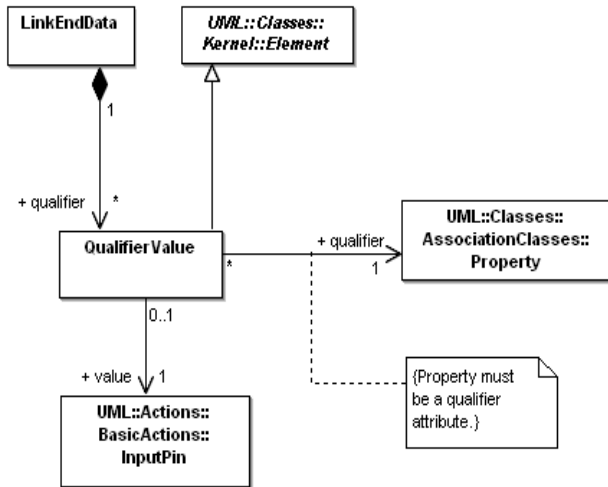 LinkEndData
UML::Classes::
Kernel::Element
1
+ qualifier
*
QualifierValue
+ qualifier
*
1
UML::Classes::
AssociationClasses::
Property
0..1
+ value
1
UML::Actions::
BasicActions::
InputPin
{Property must
be a qualifier
attribute.}